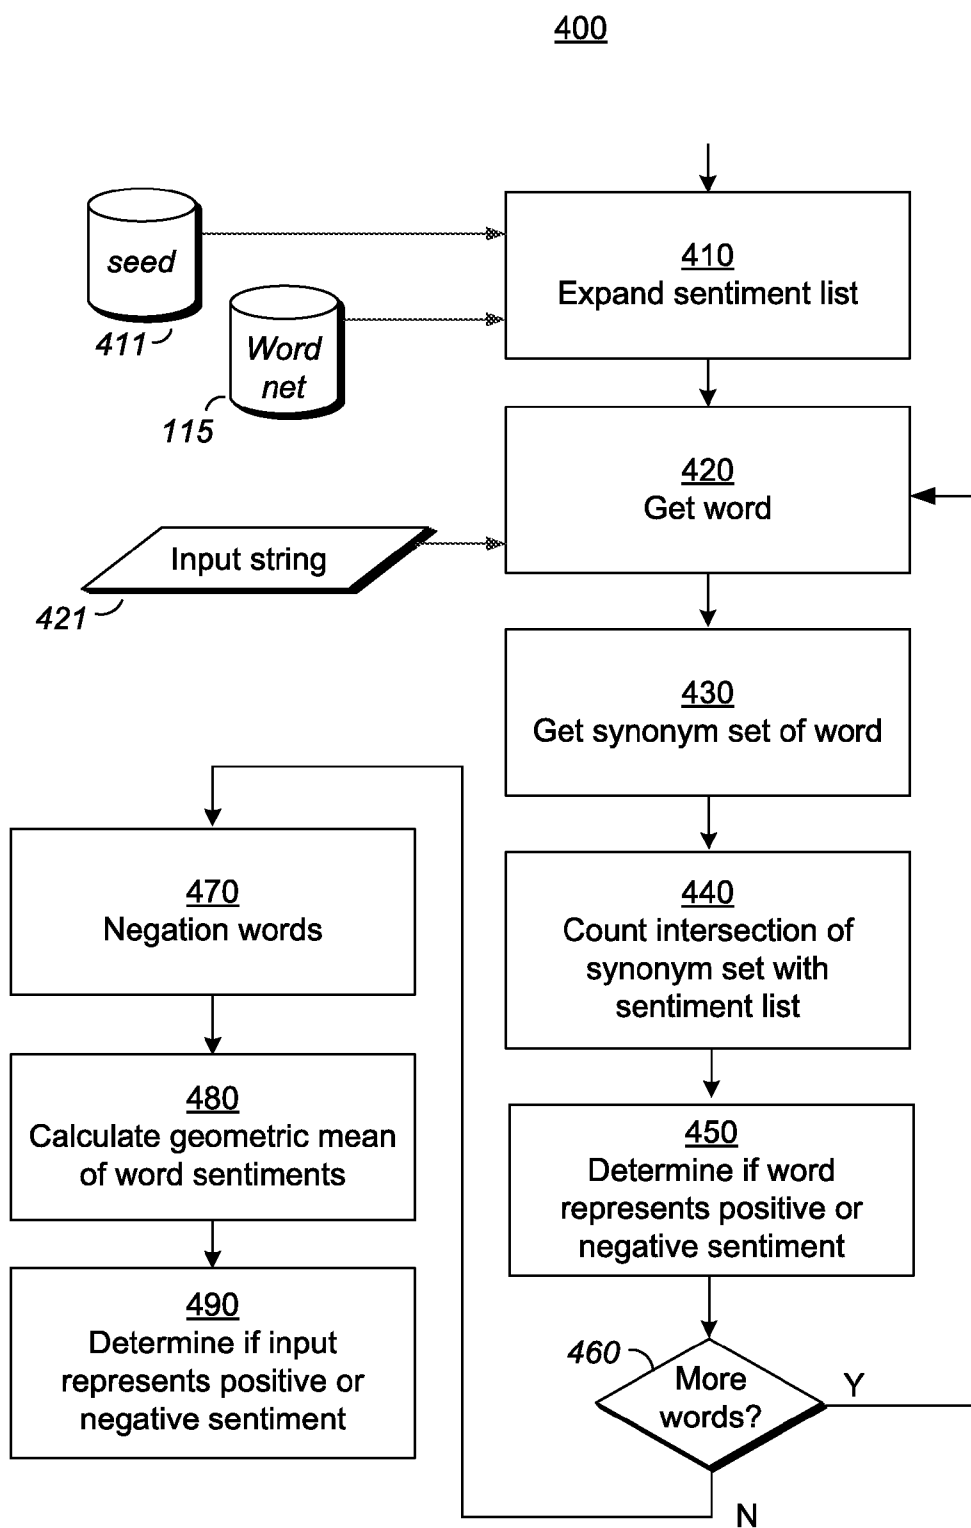 400
410
Expand sentiment list
seed
411
Word
net
115
420
Get word
Input string
421
430
Get synonym set of word
440
Count intersection of
synonym set with
sentiment list
450
Determine if word
represents positive or
negative sentiment
460
More
words?
Y
N
470
Negation words
480
Calculate geometric mean
of word sentiments
490
Determine if input
represents positive or
negative sentiment